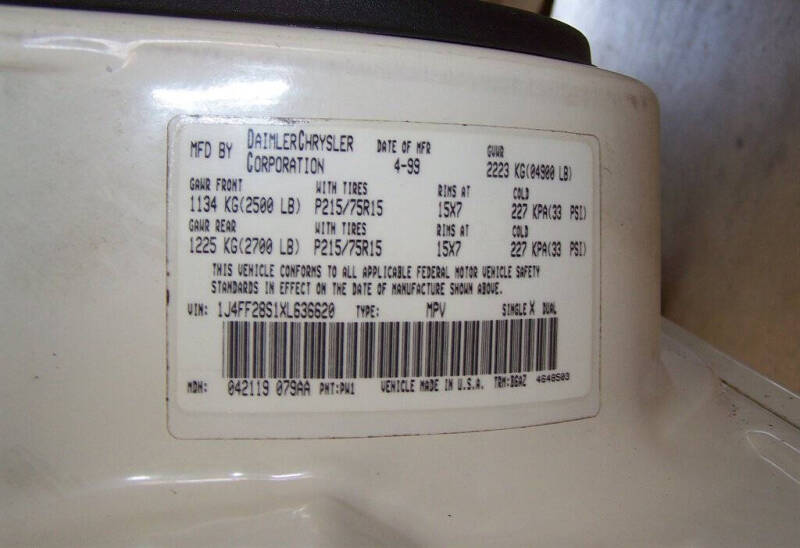 MFD BY DAIMLERCHRYSLER CORPORATION DATE OF MFR 4-99 GVWR 2223 KG(04900 LB)
GAWR FRONT WITH TIRES RIMS AT COLD
1134 KG(2500 LB) P215/75R15 15X7 227 KPA(33 PSI)
GAWR REAR WITH TIRES RIMS AT COLD
1225 KG(2700 LB) P215/75R15 15X7 227 KPA(33 PSI)
THIS VEHICLE CONFORMS TO ALL APPLICABLE FEDERAL MOTOR VEHICLE SAFETY
STANDARDS IN EFFECT ON THE DATE OF MANUFACTURE SHOWN ABOVE.
VIN: 1J4FF28S1XL636620 TYPE: MPV SINGLE X DUAL
MDH: 042119 079AA PNT:PW1 VEHICLE MADE IN U.S.A. TRM:DGAZ 4648503